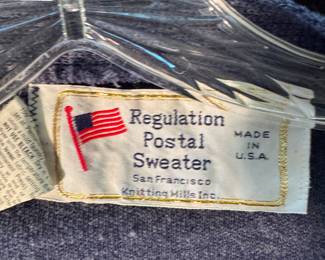 Regulation
Postal
Sweater
San Francisco
Knitting Mills Inc.
MADE
IN
U.S.A.